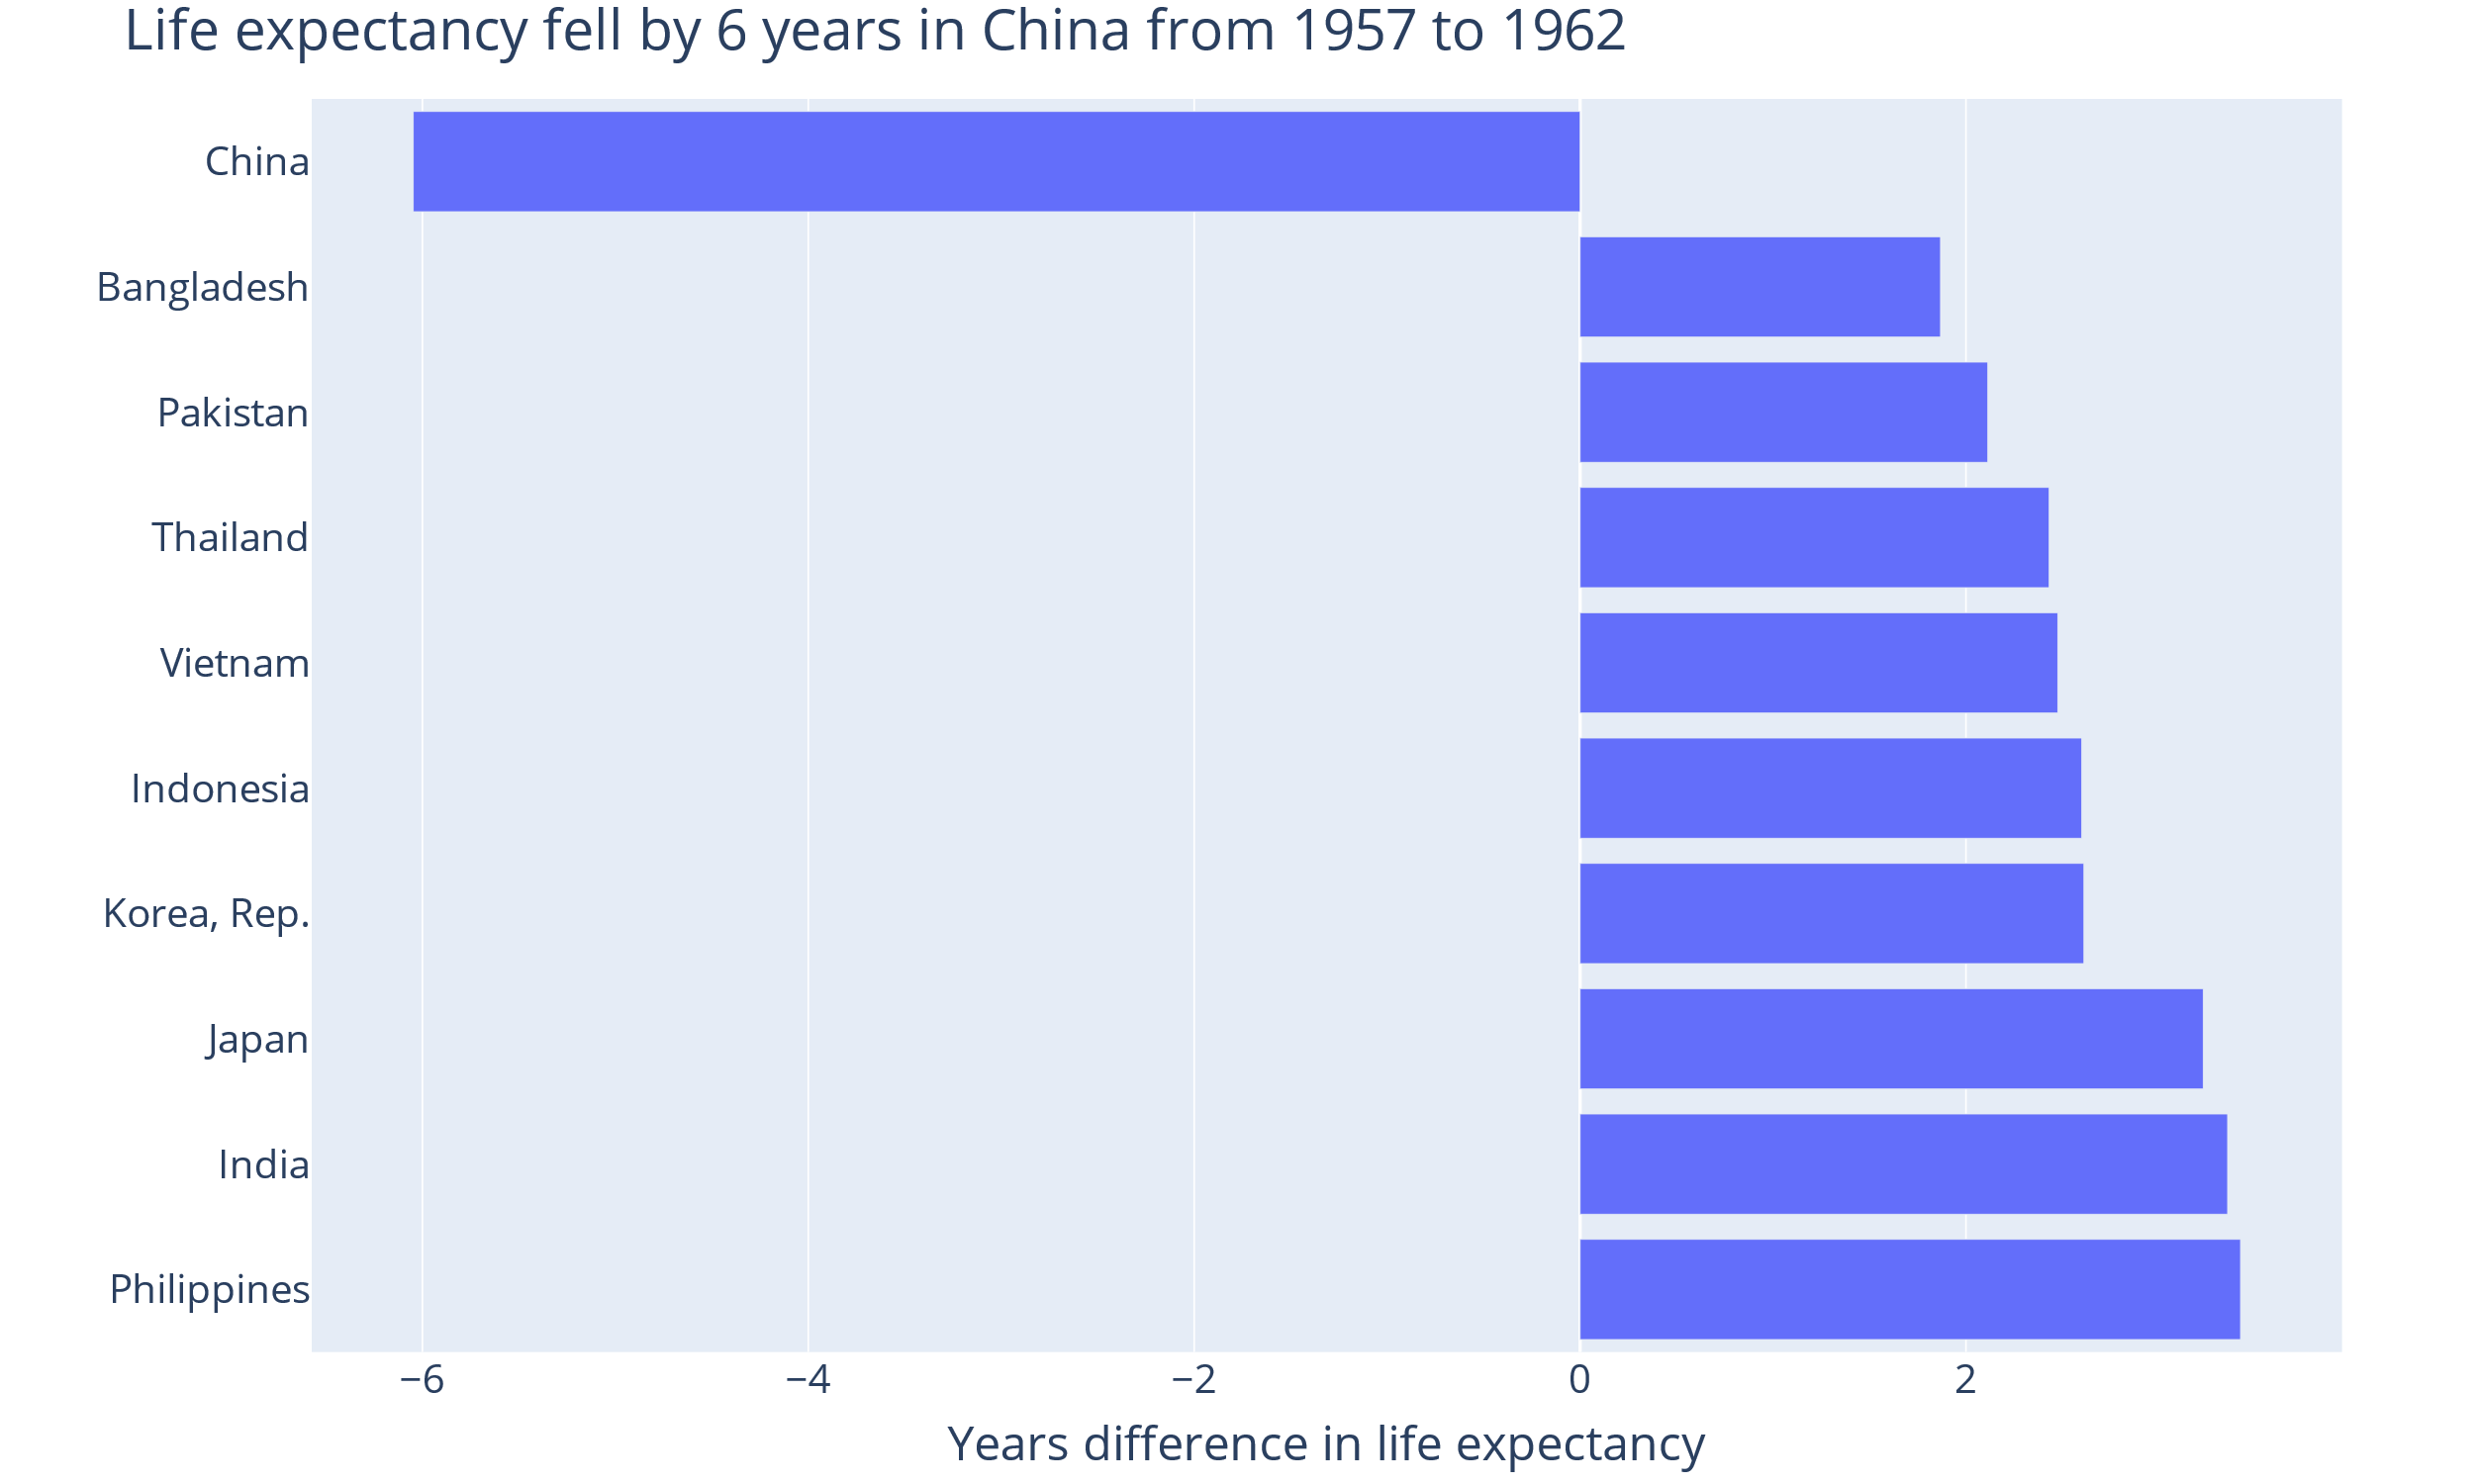 Life expectancy fell by 6 years in China from 1957 to 1962
China
Bangladesh
Pakistan
Thailand
Vietnam
Indonesia
Korea, Rep.
Japan
India
Philippines
−6 −4 −2 0 2
Years difference in life expectancy